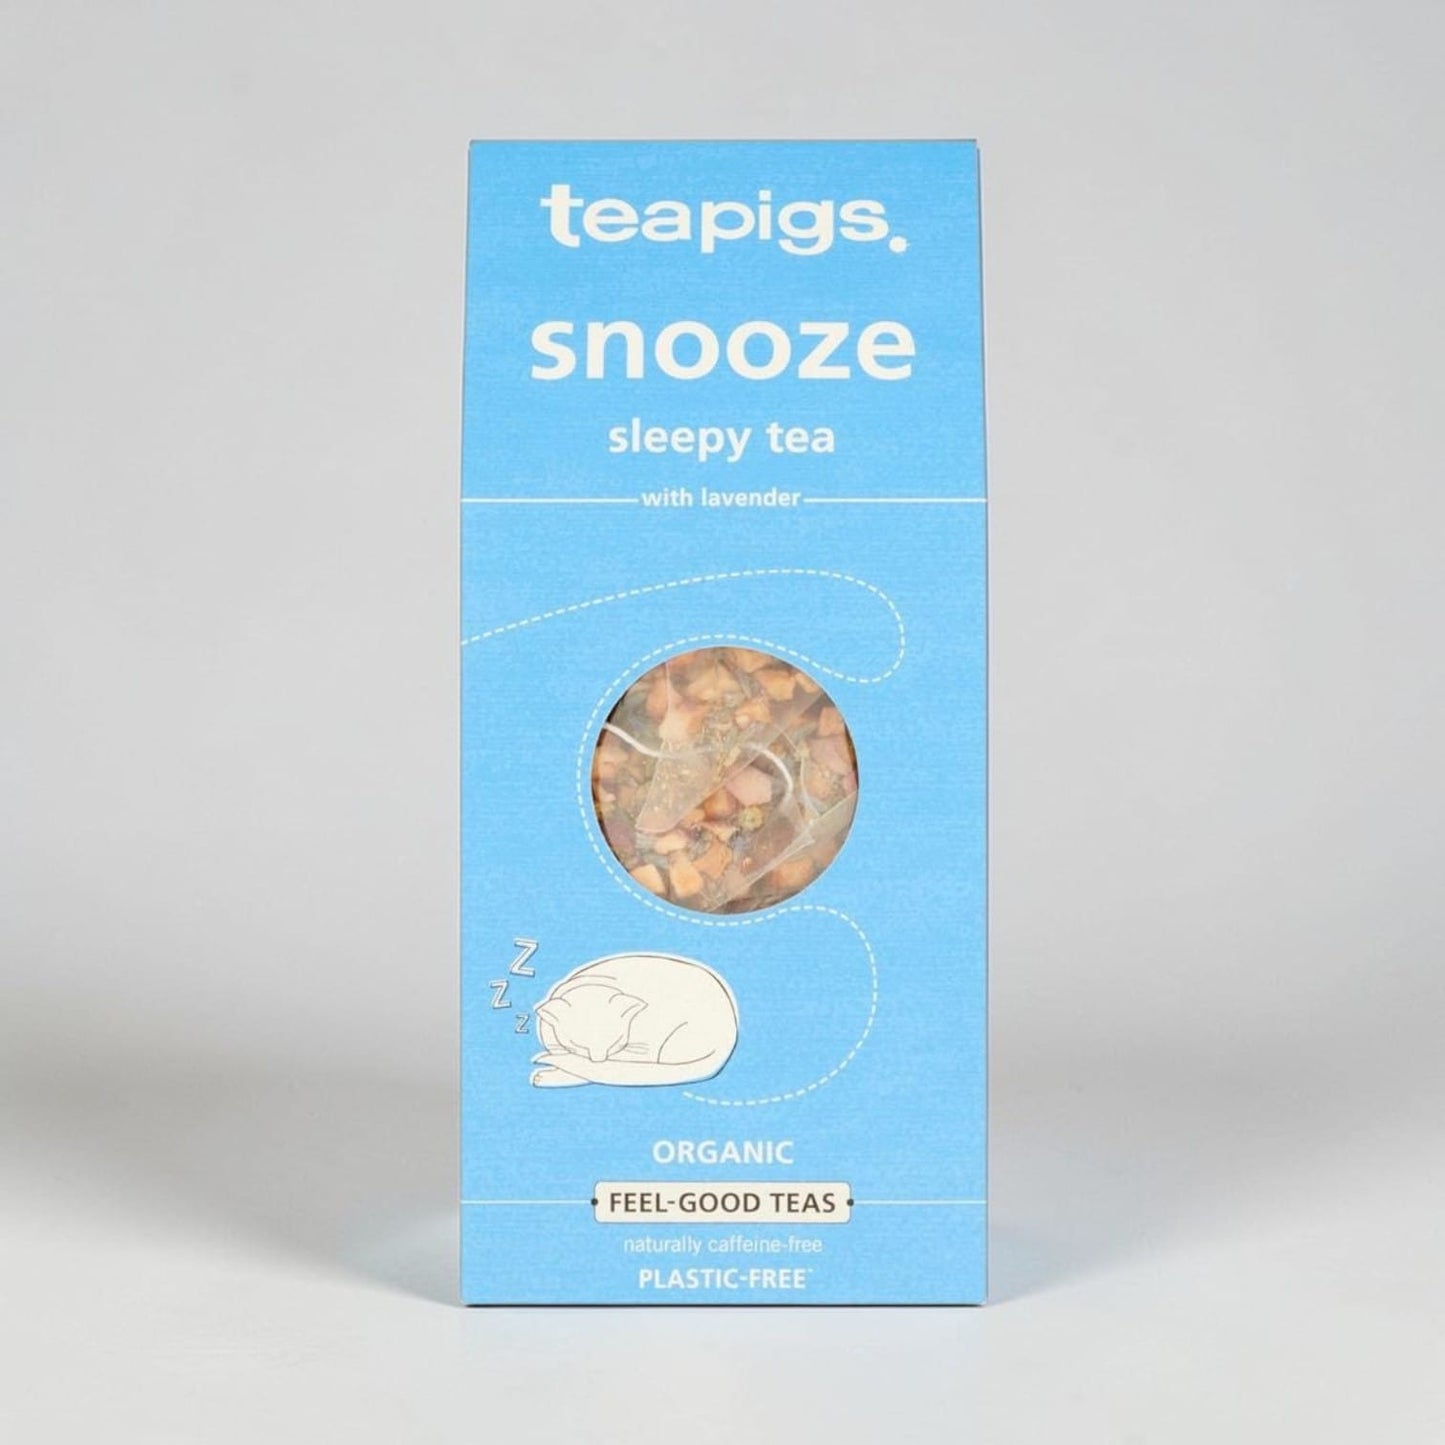 teapigs.
snooze
sleepy tea
with lavender
Z
Z
Z
ORGANIC
FEEL-GOOD TEAS
naturally caffeine-free
PLASTIC-FREE